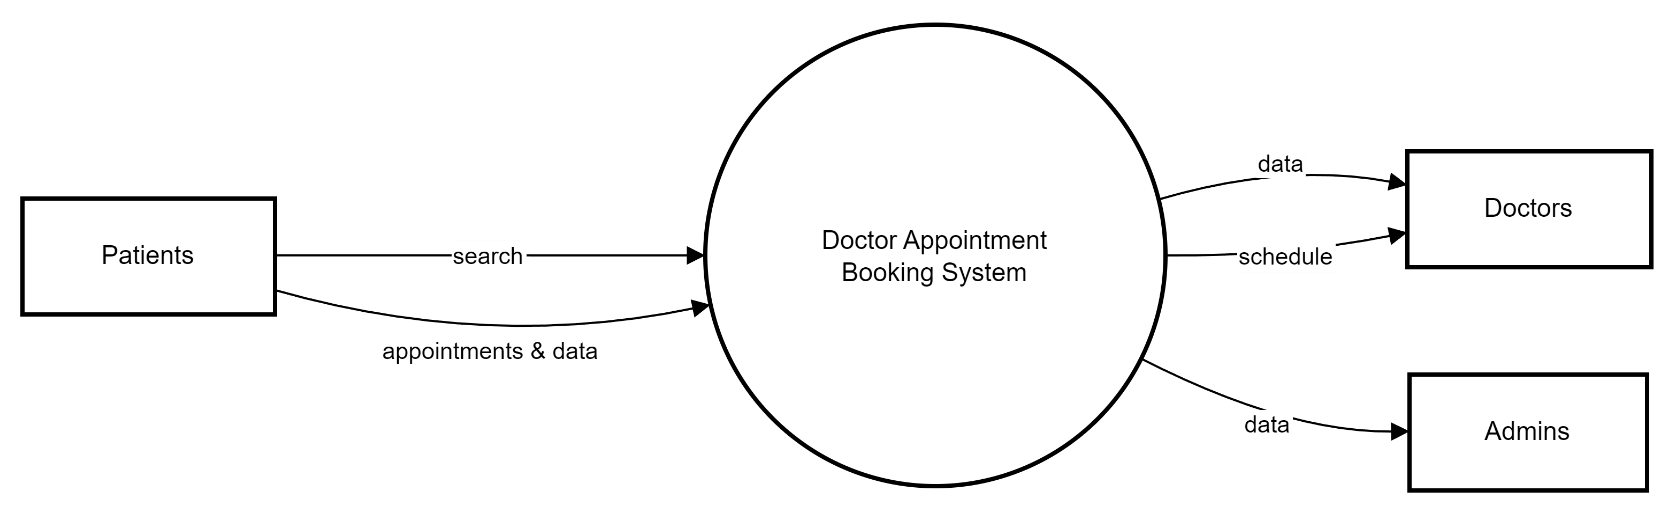 Patients
search
appointments & data
Doctor Appointment
Booking System
data
schedule
data
Doctors
Admins